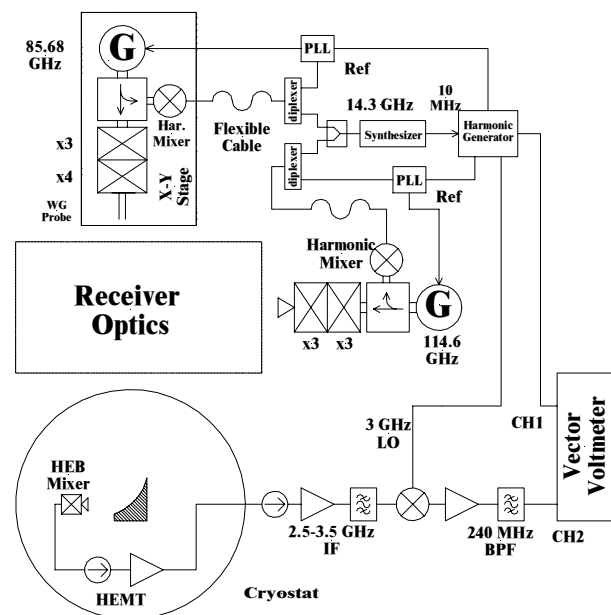 85.68
GHz
G
PLL
Ref
diplexer
14.3 GHz
10
MHz
Har.
Mixer
Flexible
Cable
Synthesizer
Harmonic
Generator
x3
x4
diplexer
PLL
Ref
WG
Probe
X-Y
Stage
Harmonic
Mixer
Receiver
Optics
G
x3
x3
114.6
GHz
3 GHz
LO
CH1
Vector
Voltmeter
HEB
Mixer
2.5-3.5 GHz
IF
240 MHz
BPF
CH2
HEMT
Cryostat